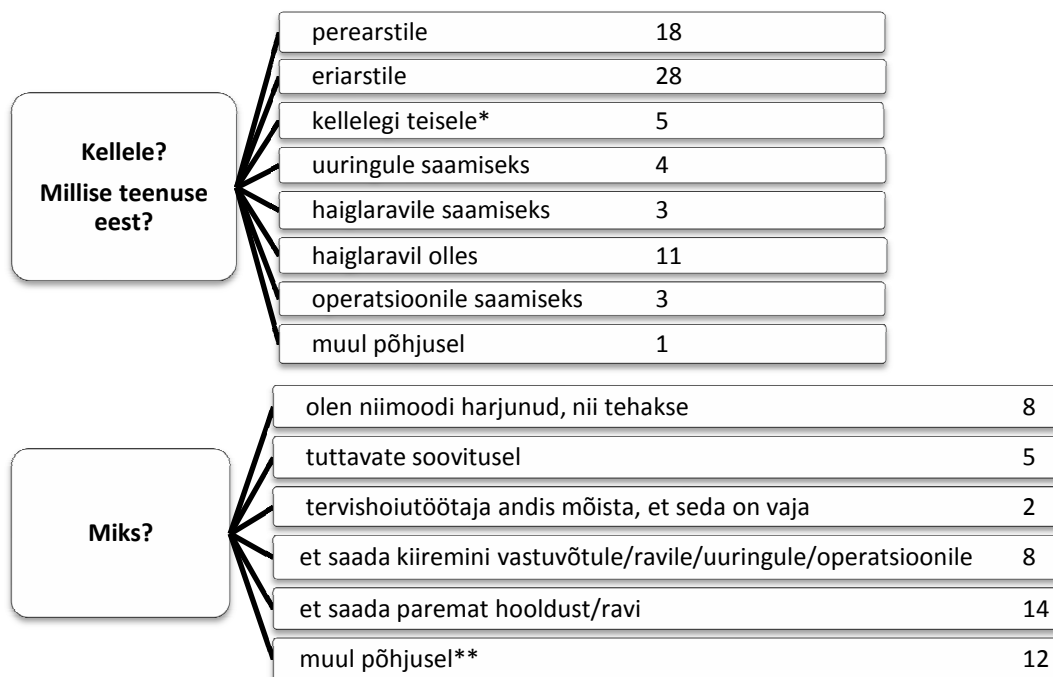 Kellele?
Millise teenuse
eest?
perearstile 18
eriarstile 28
kellelegi teisele* 5
uuringule saamiseks 4
haiglaravile saamiseks 3
haiglaravil olles 11
operatsioonile saamiseks 3
muul põhjusel 1
Miks?
olen niimoodi harjunud, nii tehakse 8
tuttavate soovitusel 5
tervishoiutöötaja andis mõista, et seda on vaja 2
et saada kiiremini vastuvõtule/ravile/uuringule/operatsioonile 8
et saada paremat hooldust/ravi 14
muul põhjusel** 12